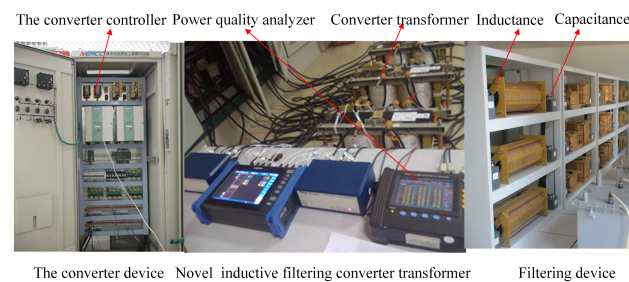 The converter controller Power quality analyzer Converter transformer Inductance Capacitance
The converter device Novel inductive filtering converter transformer Filtering device